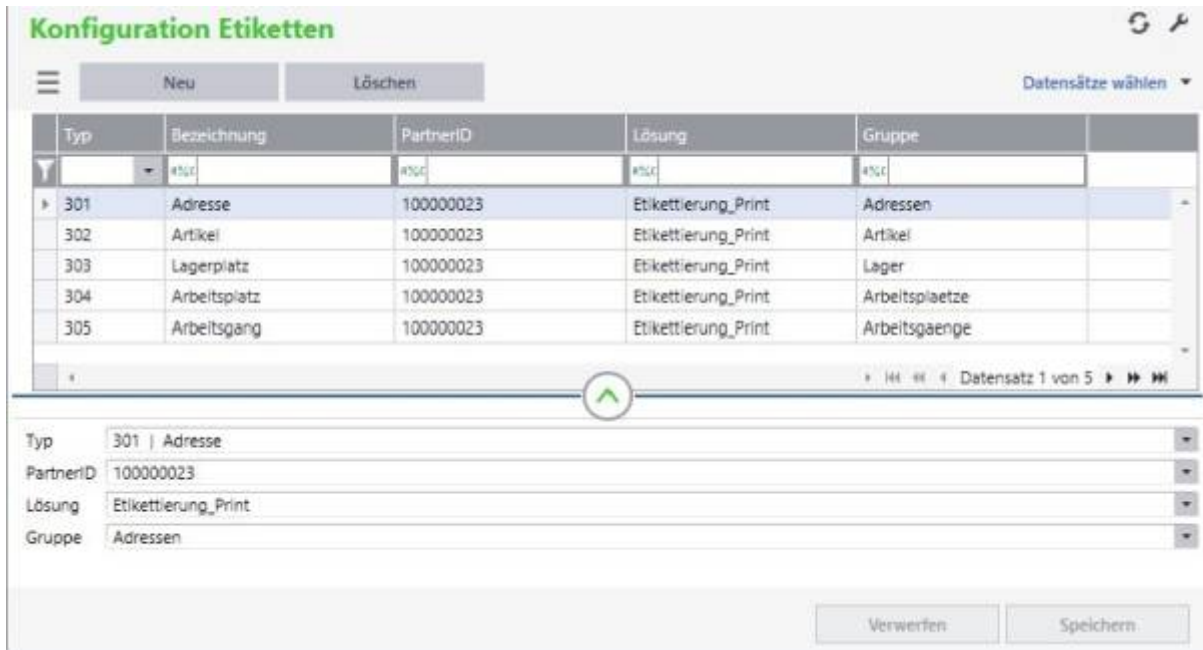 Konfiguration Etiketten
Neu Löschen Datensätze wählen
Typ Bezeichnung PartnerID Lösung Gruppe
301 Adresse 100000023 Etikettierung_Print Adressen
302 Artikel 100000023 Etikettierung_Print Artikel
303 Lagerplatz 100000023 Etikettierung_Print Lager
304 Arbeitsplatz 100000023 Etikettierung_Print Arbeitsplaetze
305 Arbeitsgang 100000023 Etikettierung_Print Arbeitsgaenge
Datensatz 1 von 5
Typ 301 | Adresse
PartnerID 100000023
Lösung Etikettierung_Print
Gruppe Adressen
Verwerfen Speichern